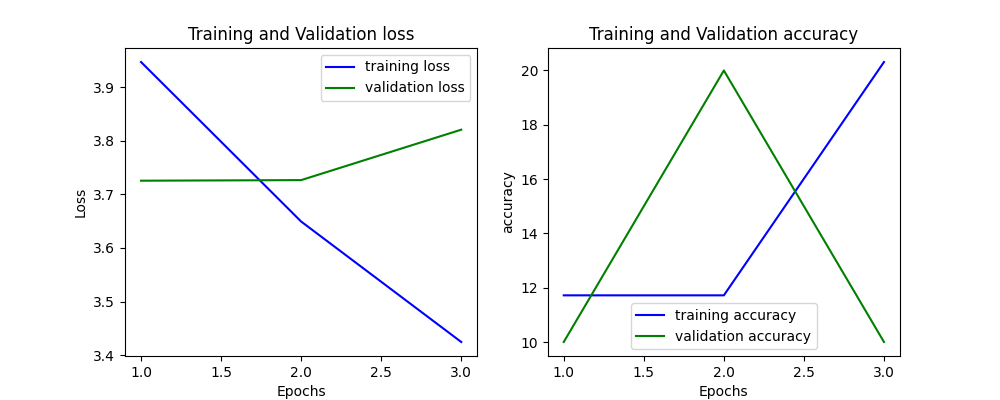 Training and Validation loss
training loss
validation loss
3.9
3.8
3.7
3.6
3.5
3.4
Loss
1.0 1.5 2.0 2.5 3.0
Epochs
Training and Validation accuracy
20
18
16
14
12
10
accuracy
training accuracy
validation accuracy
1.0 1.5 2.0 2.5 3.0
Epochs